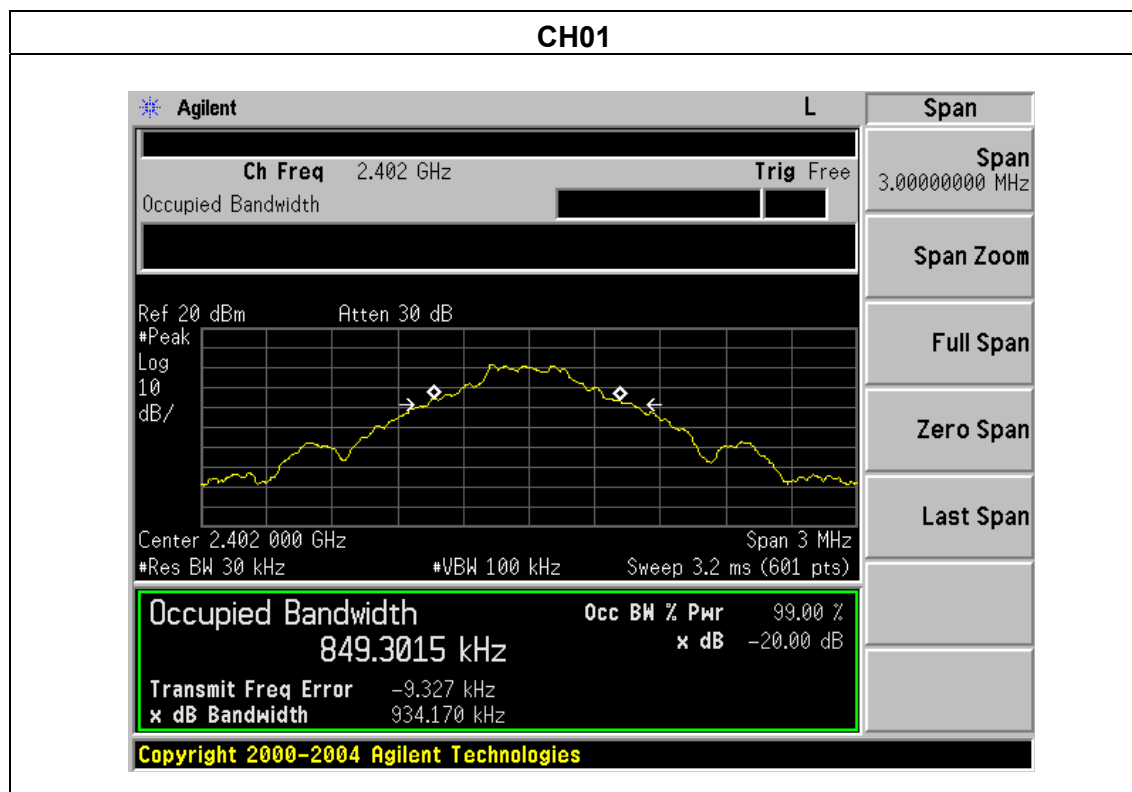 CH01
Agilent L Span
Ch Freq 2.402 GHz Trig Free
Occupied Bandwidth
Span
3.00000000 MHz
Span Zoom
Full Span
Zero Span
Last Span
Ref 20 dBm Atten 30 dB
#Peak
Log
10
dB/
Center 2.402 000 GHz Span 3 MHz
#Res BW 30 kHz #VBW 100 kHz Sweep 3.2 ms (601 pts)
Occupied Bandwidth Occ BW % Pwr 99.00 %
849.3015 kHz x dB -20.00 dB
Transmit Freq Error -9.327 kHz
x dB Bandwidth 934.170 kHz
Copyright 2000-2004 Agilent Technologies